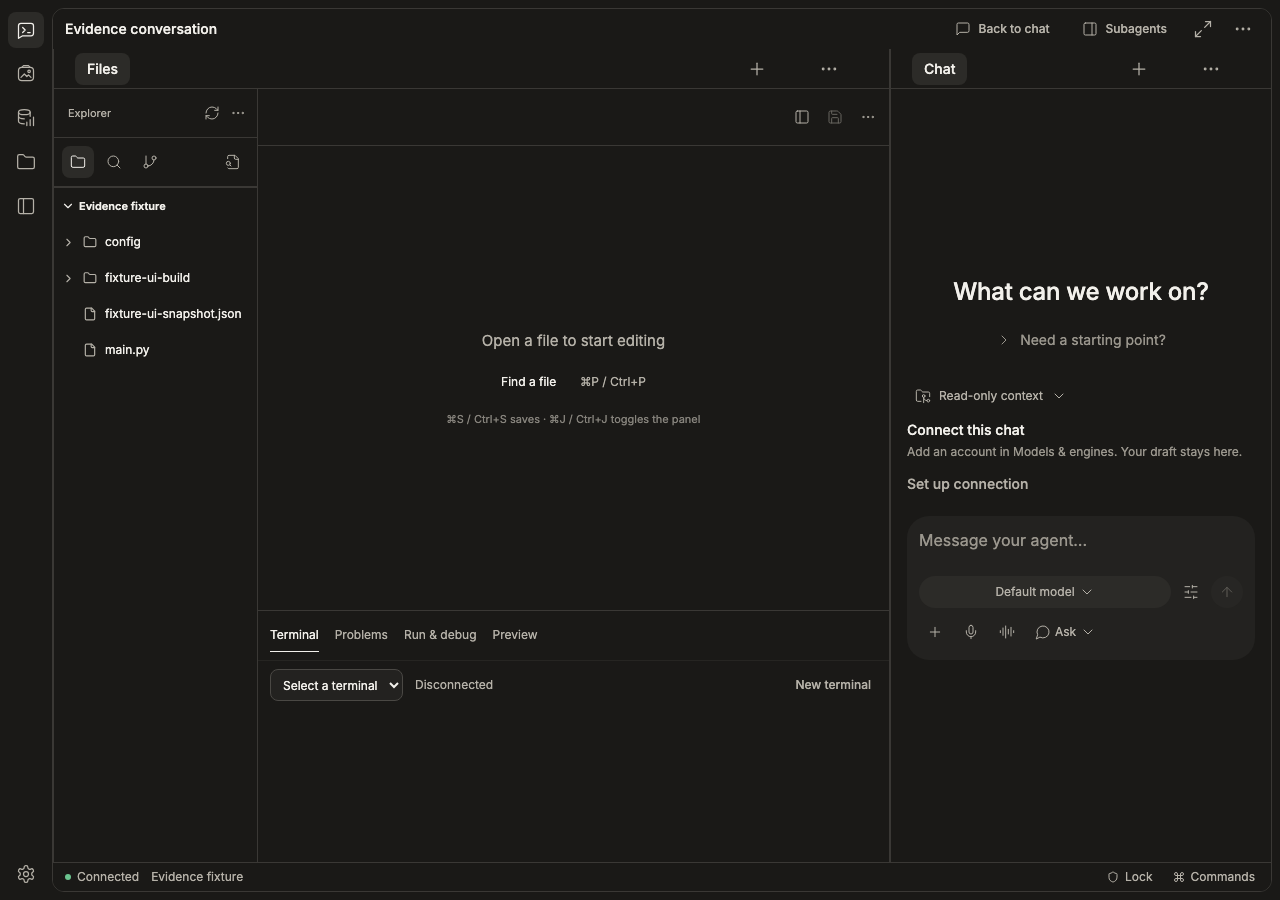 Evidence conversation
Back to chat
Subagents
Files
Chat
Explorer
Evidence fixture
config
fixture-ui-build
fixture-ui-snapshot.json
main.py
Open a file to start editing
Find a file ⌘P / Ctrl+P
⌘S / Ctrl+S saves · ⌘J / Ctrl+J toggles the panel
Terminal
Problems
Run & debug
Preview
Select a terminal
Disconnected
New terminal
What can we work on?
Need a starting point?
Read-only context
Connect this chat
Add an account in Models & engines. Your draft stays here.
Set up connection
Message your agent...
Default model
Ask
Connected
Evidence fixture
Lock
⌘ Commands